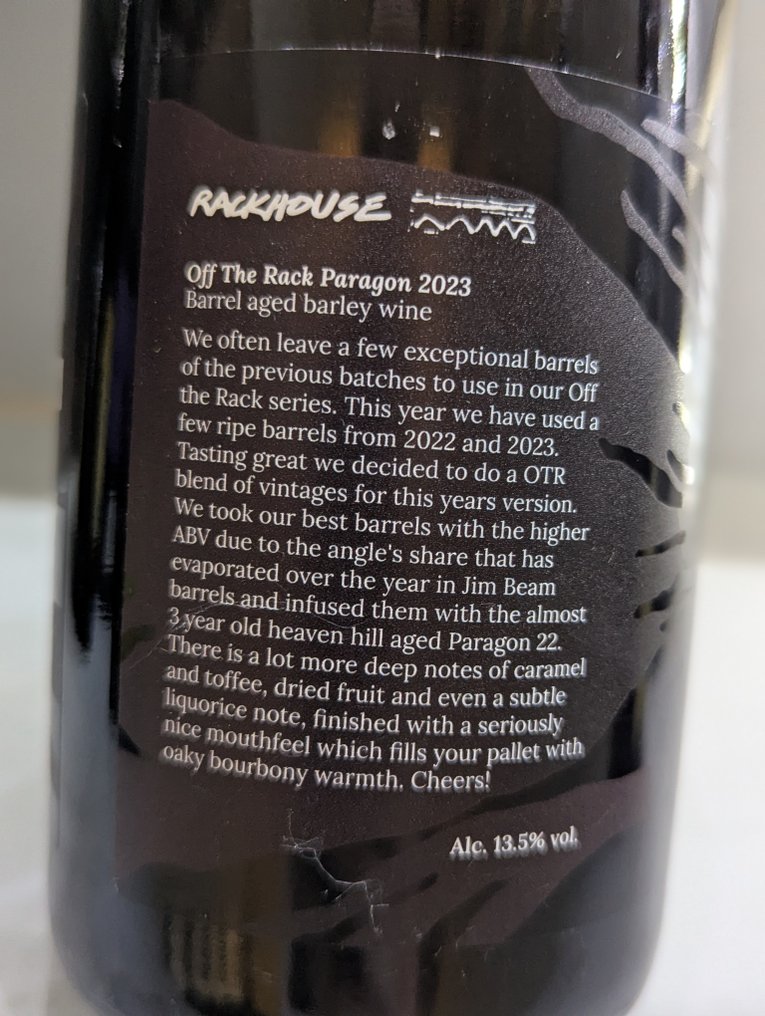 RACKHOUSE
Off The Rack Paragon 2023
Barrel aged barley wine
We often leave a few exceptional barrels
of the previous batches to use in our Off
the Rack series. This year we have used a
few ripe barrels from 2022 and 2023.
Tasting great we decided to do a OTR
blend of vintages for this years version.
We took our best barrels with the higher
ABV due to the angle's share that has
evaporated over the year in Jim Beam
barrels and infused them with the almost
3 year old heaven hill aged Paragon 22.
There is a lot more deep notes of caramel
and toffee, dried fruit and even a subtle
liquorice note, finished with a seriously
nice mouthfeel which fills your pallet with
oaky bourbony warmth. Cheers!
Alc. 13.5% vol.